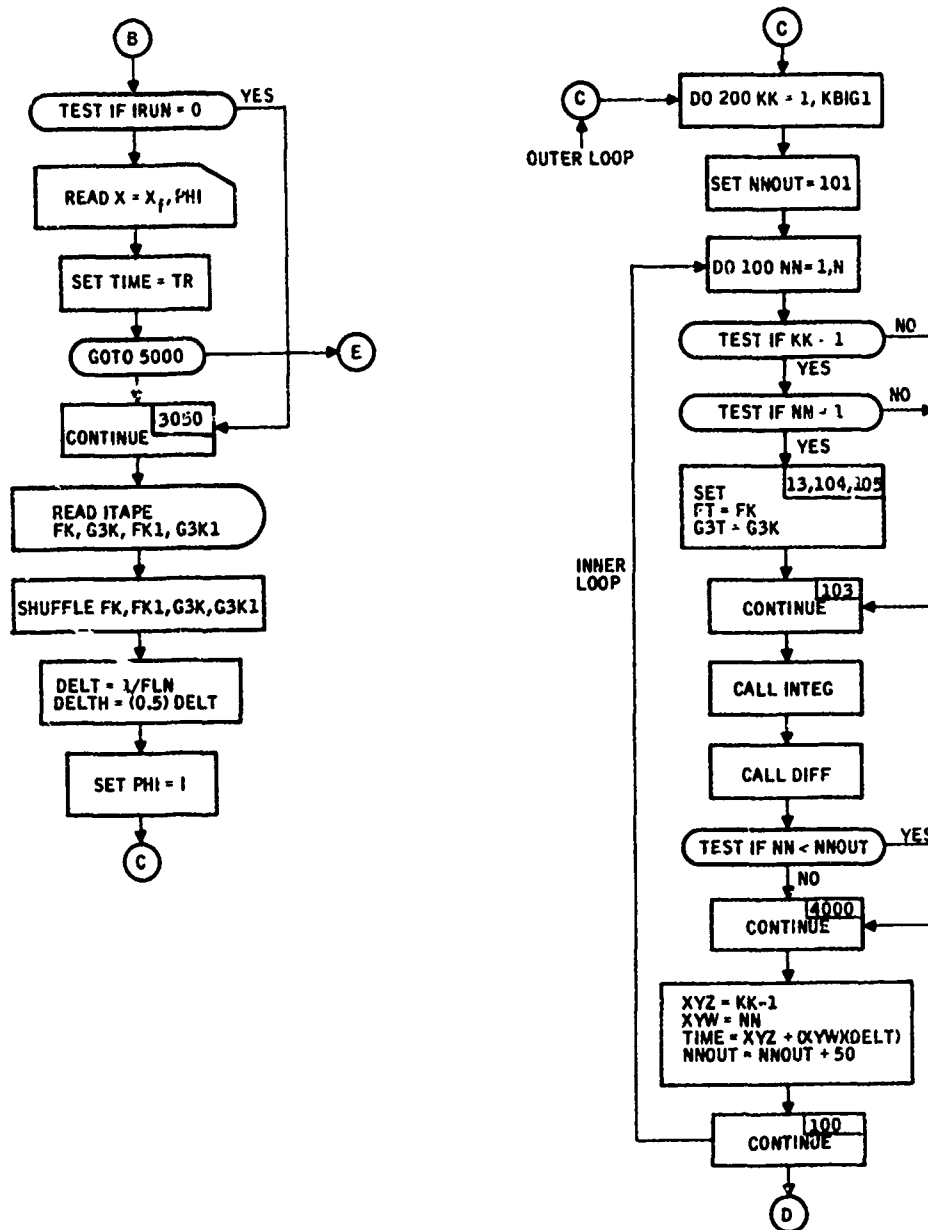 B
TEST IF IRUN = 0
YES
READ X = Xf, PHI
SET TIME = TR
GOTO 5000
E
3050
CONTINUE
READ ITAPE
FK, G3K, FK1, G3K1
SHUFFLE FK, FK1, G3K, G3K1
DELT = 1/FLN
DELTH = (0.5) DELT
SET PHI = I
C
C
C
OUTER LOOP
DO 200 KK = 1, KBIG1
SET NNOUT = 101
DO 100 NN = 1, N
TEST IF KK - 1
NO
YES
TEST IF NN - 1
NO
YES
13, 104, 105
SET
FT = FK
G3T - G3K
INNER
LOOP
103
CONTINUE
CALL INTEG
CALL DIFF
TEST IF NN < NNOUT
YES
NO
4000
CONTINUE
XYZ = KK-1
XYW = NN
TIME = XYZ + (XYW)(DELT)
NNOUT = NNOUT + 50
100
CONTINUE
D